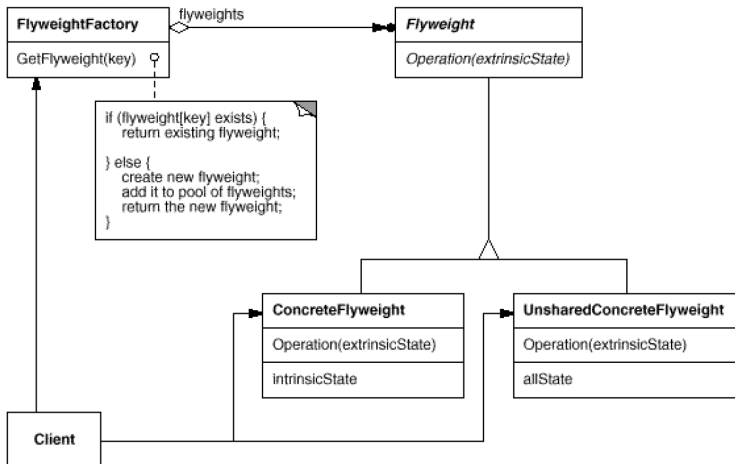 FlyweightFactory
GetFlyweight(key)
flyweights
Flyweight
Operation(extrinsicState)
if (flyweight[key] exists) {
return existing flyweight;
} else {
create new flyweight;
add it to pool of flyweights;
return the new flyweight;
}
ConcreteFlyweight
Operation(extrinsicState)
intrinsicState
UnsharedConcreteFlyweight
Operation(extrinsicState)
allState
Client